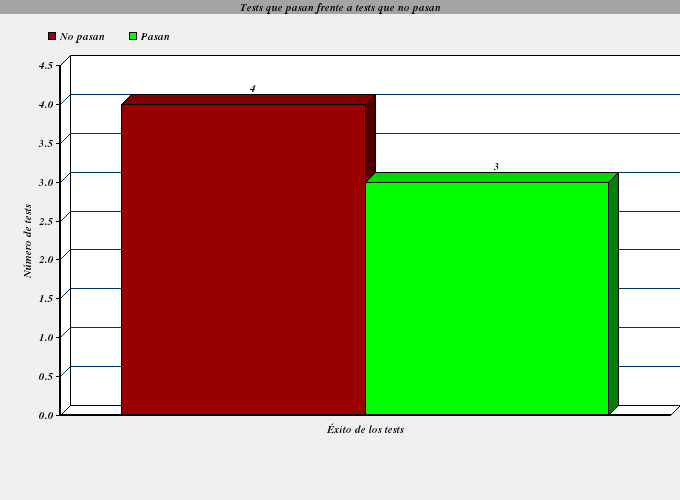 Tests que pasan frente a tests que no pasan
No pasan
Pasan
4.5
4.0
3.5
3.0
2.5
2.0
1.5
1.0
0.5
0.0
4
3
Número de tests
Éxito de los tests